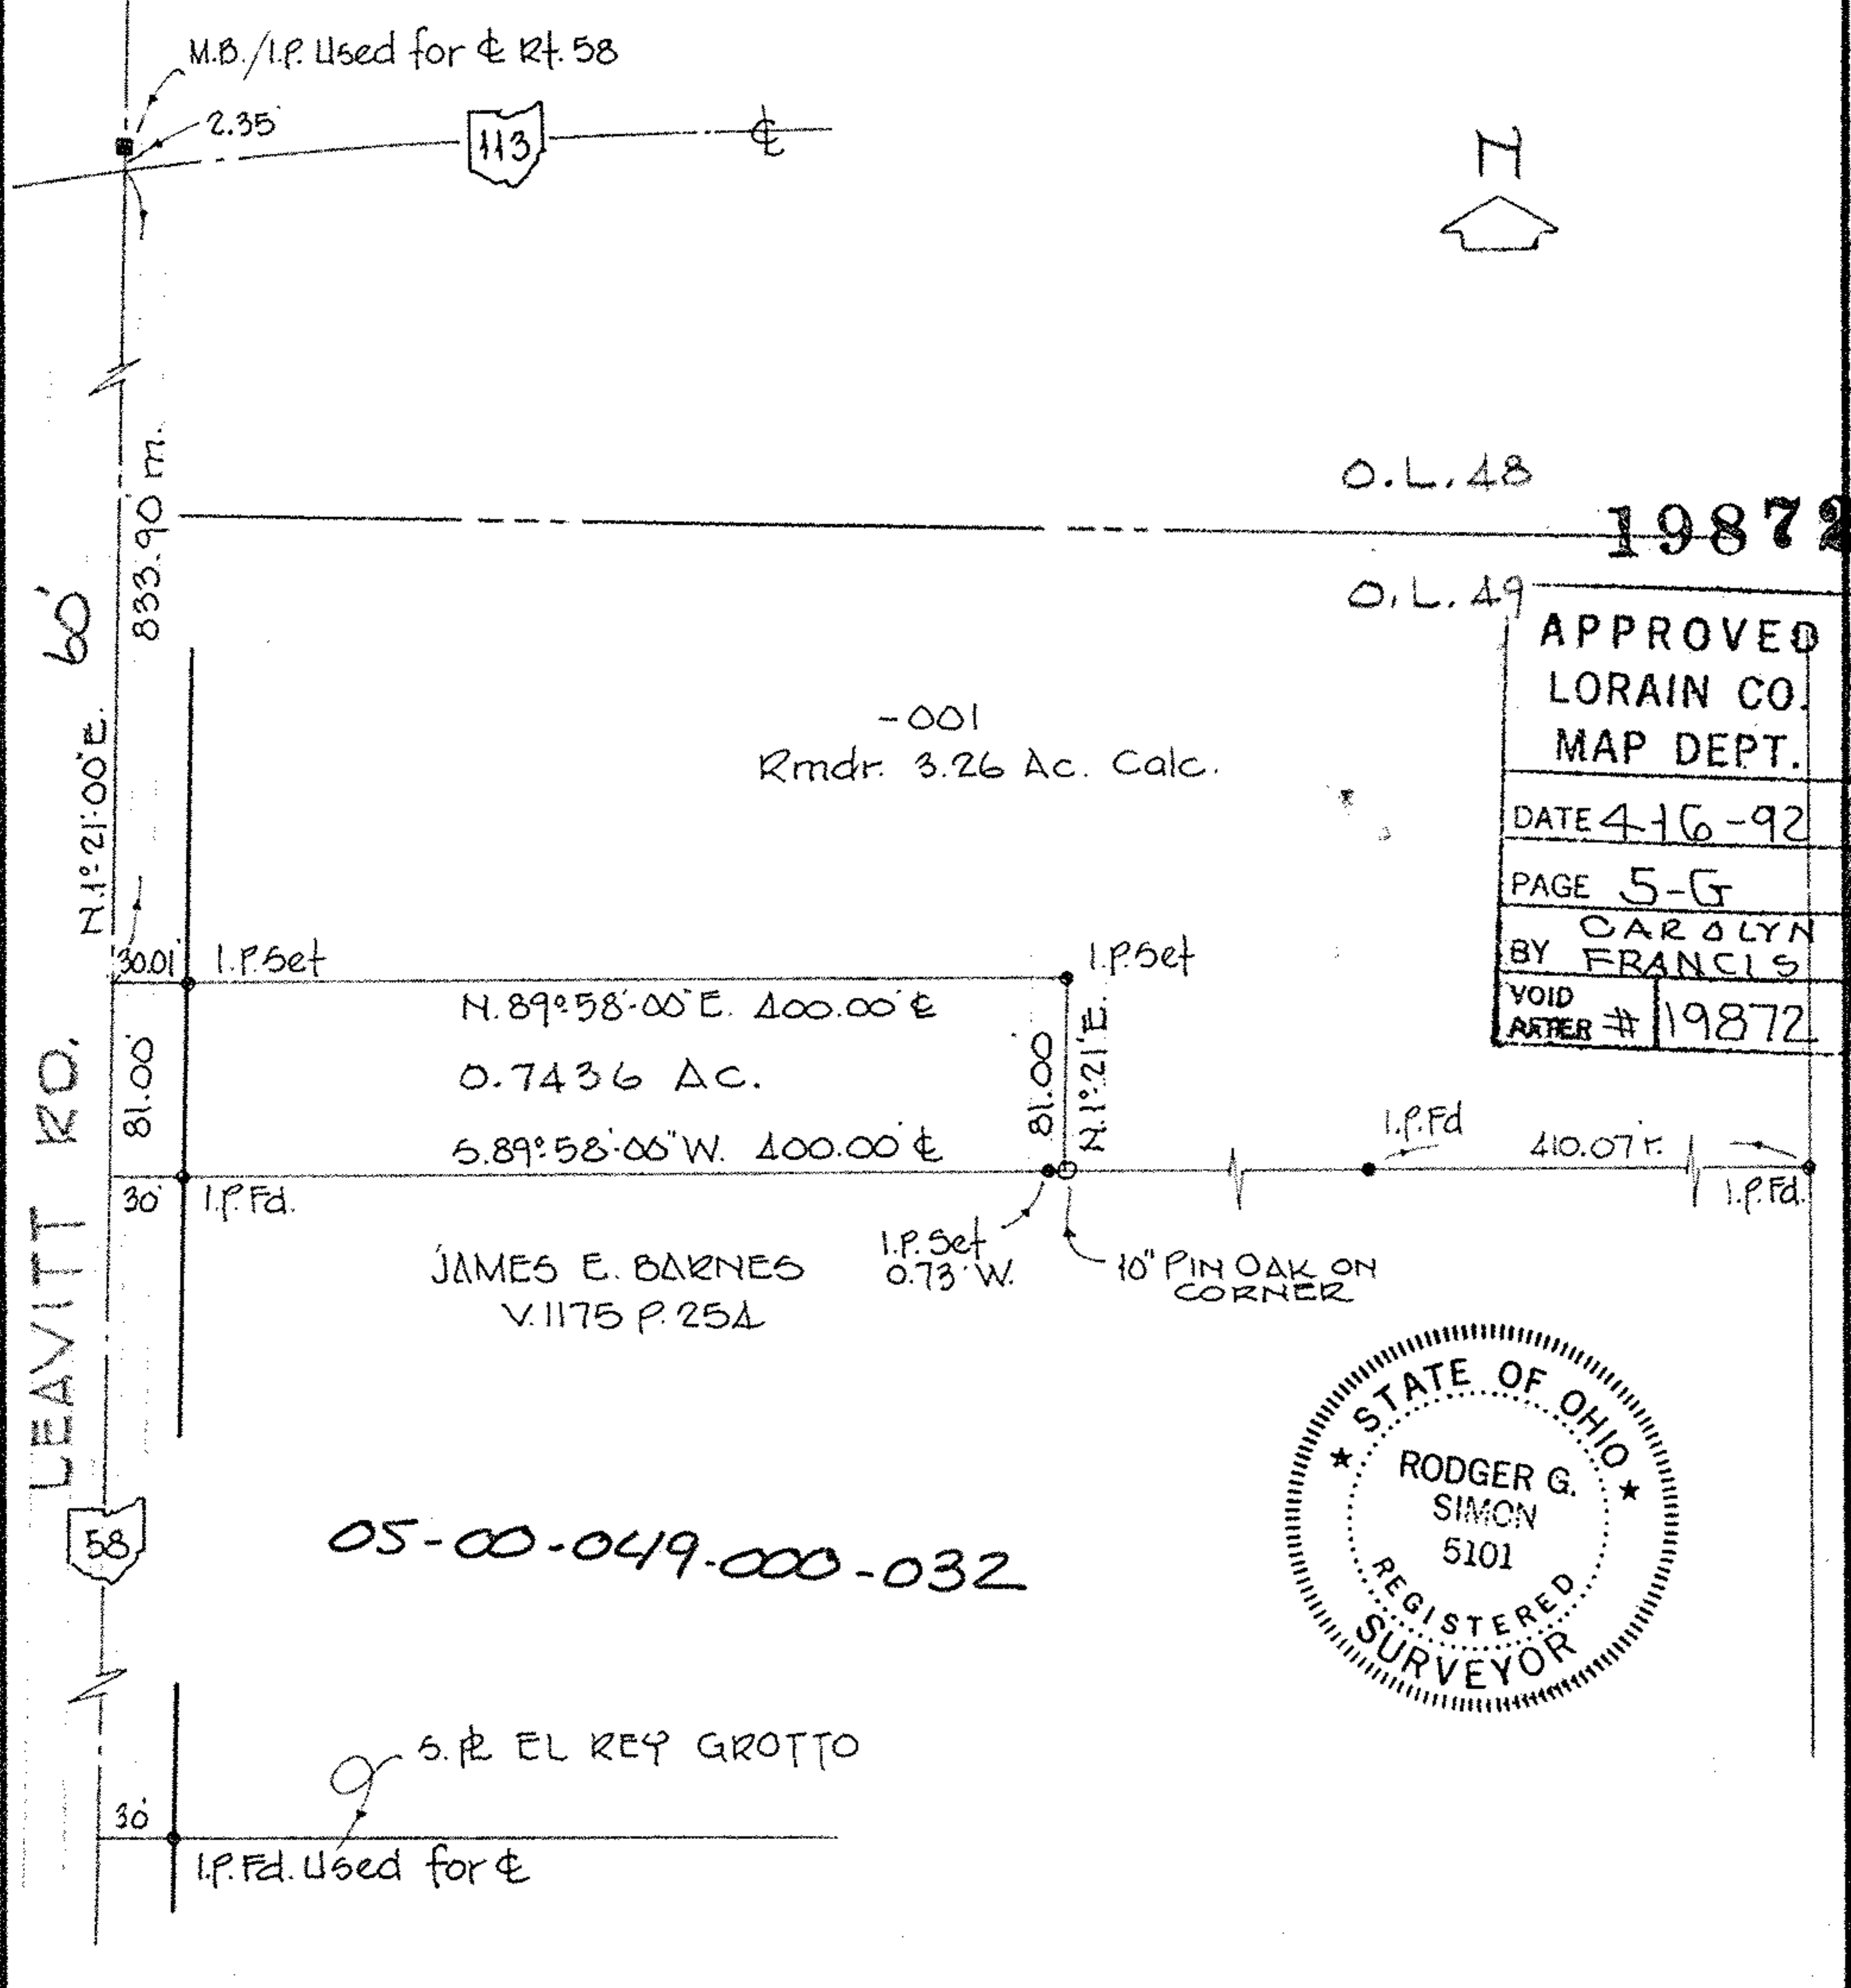 M.B./I.P. Used for ℄ Rt. 58
2.35'
113
℄
N
833.90' m.
O.L. 48
19872
O.L. 49
60'
N.1°-21'-00"E.
-001
Rmdr. 3.26 Ac. Calc.
APPROVED
LORAIN CO.
MAP DEPT.
DATE 4-16-92
PAGE 5-G
BY CAROLYN
FRANCIS
VOID
AFTER # 19872
30.01'
I.P. Set
I.P. Set
N. 89°58'-00"E. 400.00' ℄
0.7436 AC.
S. 89°58'-00"W. 400.00' ℄
81.00'
81.00
N.1°-21'E.
LEAVITT RD.
30'
I.P. Fd.
I.P. Fd
410.07' r.
I.P. Fd.
I.P. Set
0.73' W.
10" PIN OAK ON
CORNER
JAMES E. BARNES
V. 1175 P. 254
STATE OF OHIO
RODGER G.
SIMON
5101
REGISTERED
SURVEYOR
58
05-00-049-000-032
S. ⅊ EL REY GROTTO
30'
I.P. Fd. Used for ℄